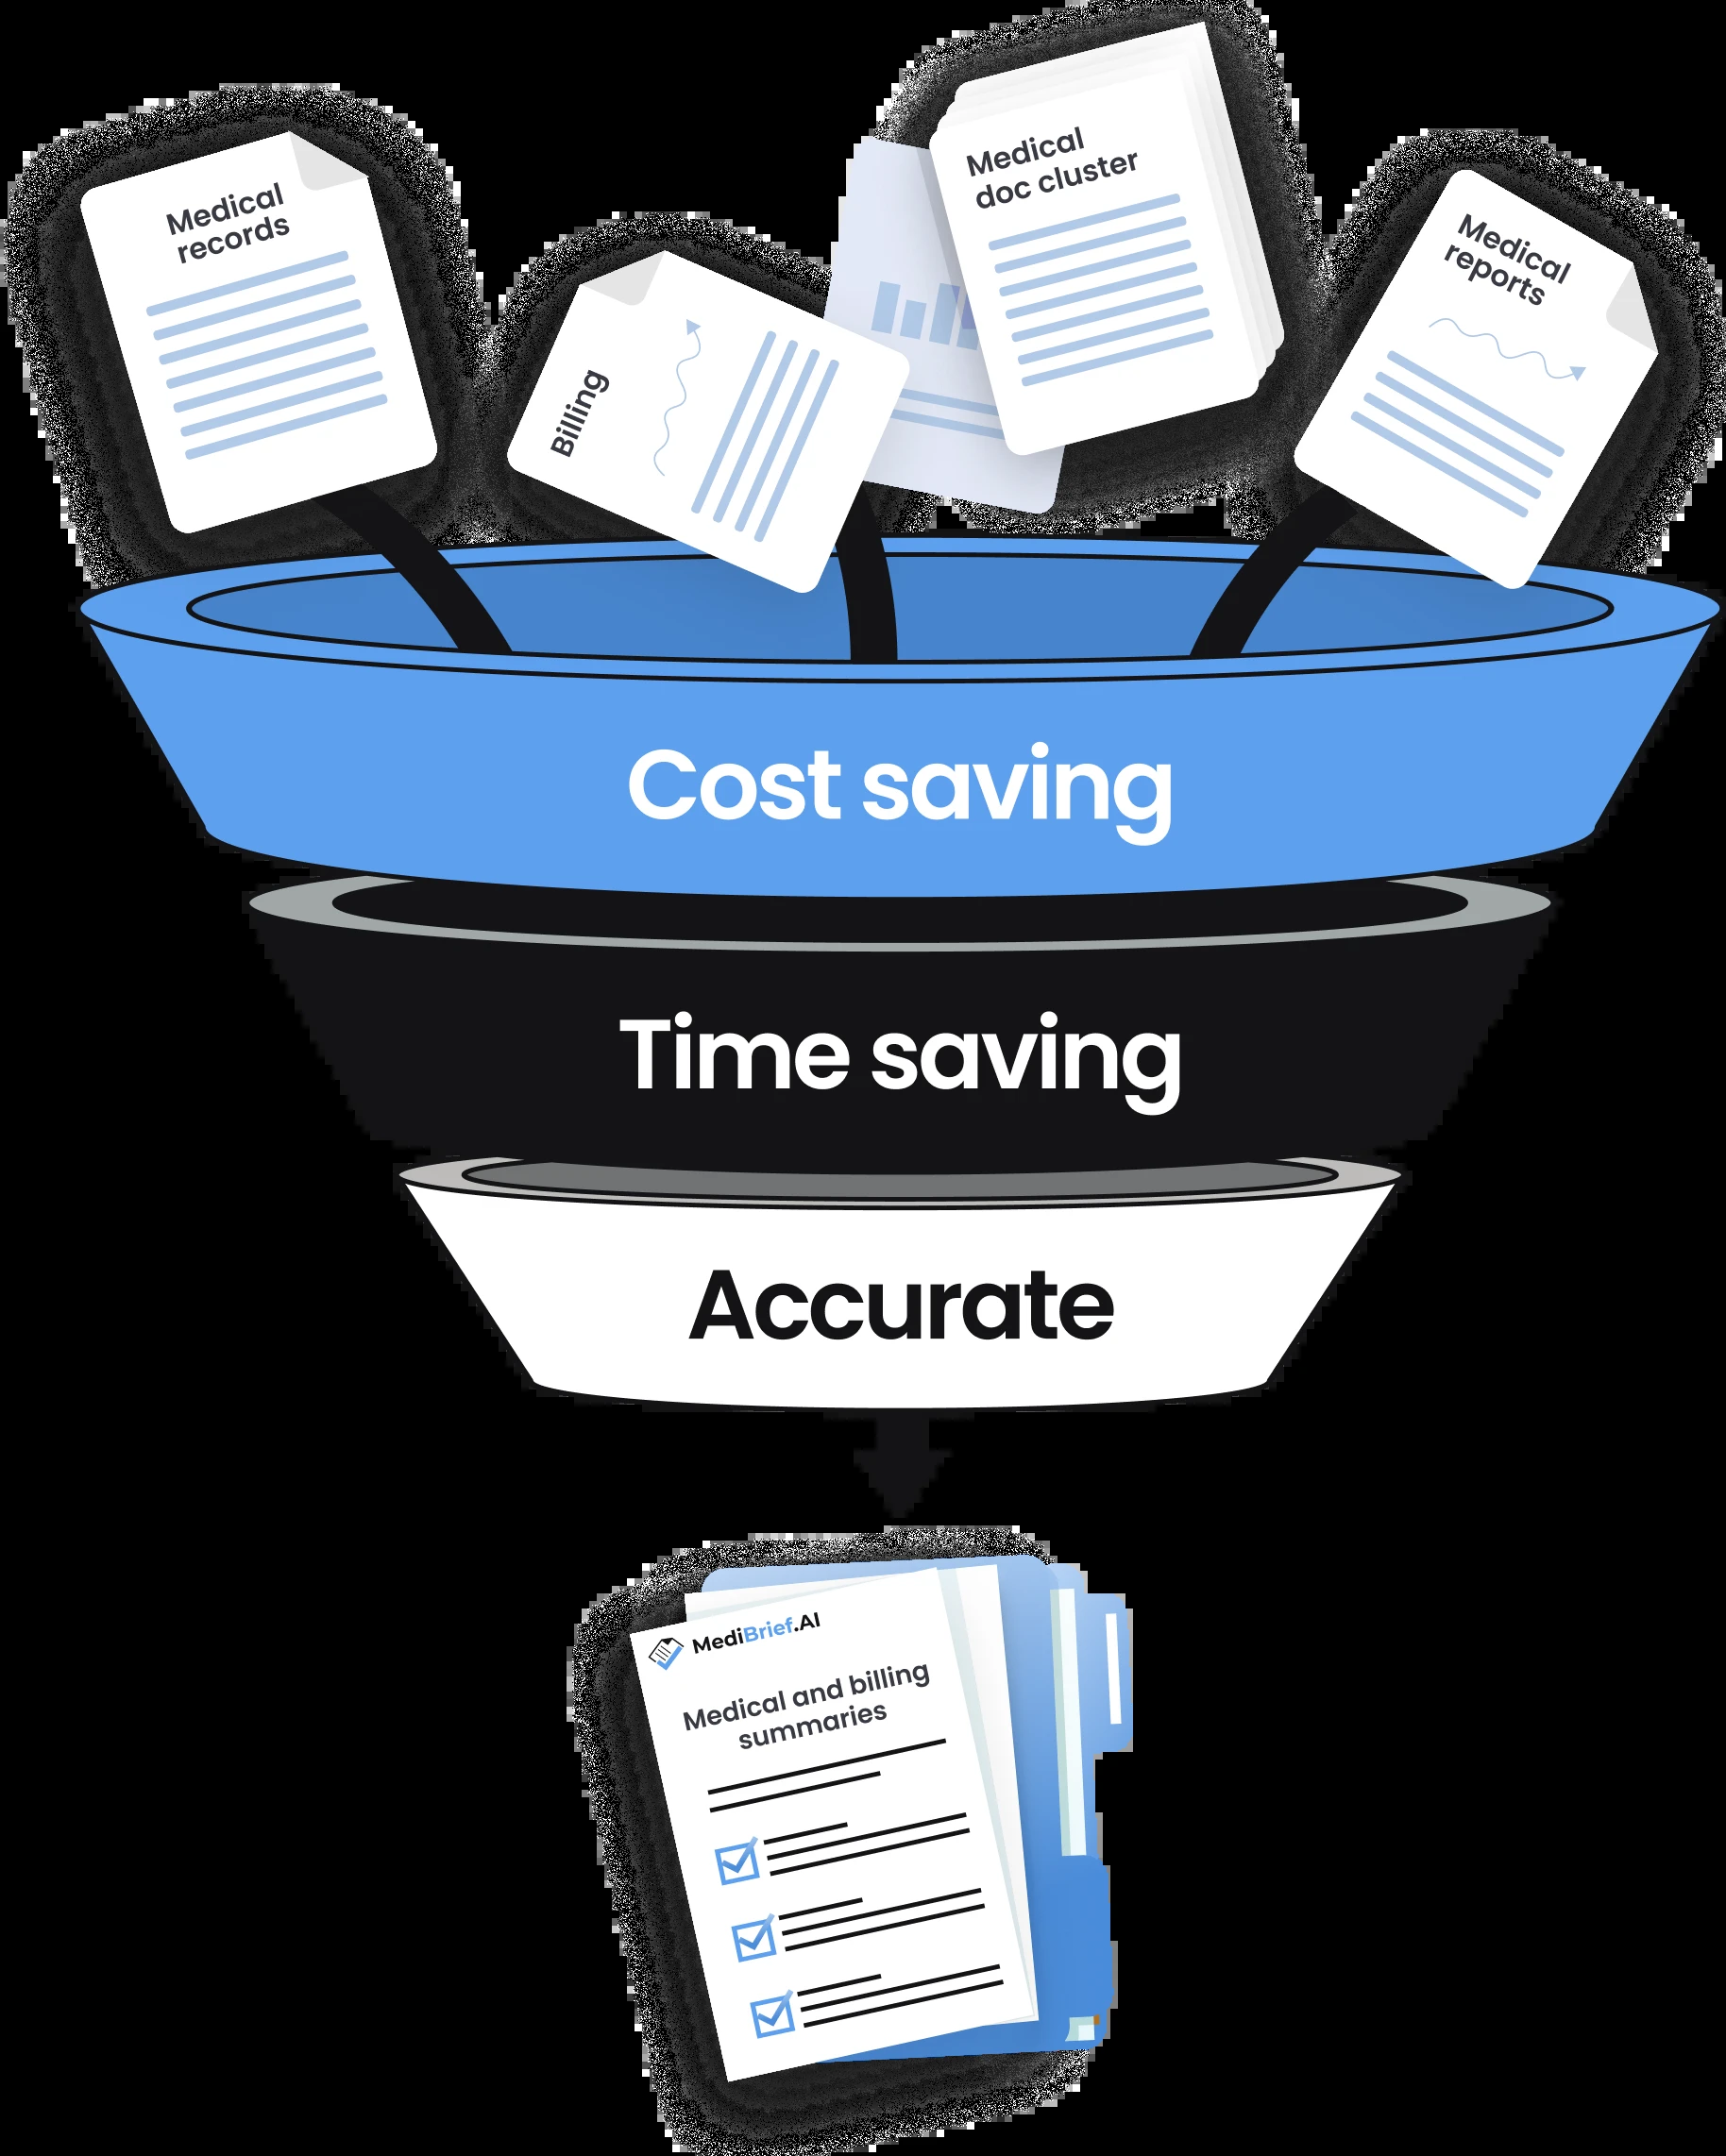 Medical
records
Billing
Medical
doc cluster
Medical
reports
Cost saving
Time saving
Accurate
MediBrief.AI
Medical and billing
summaries